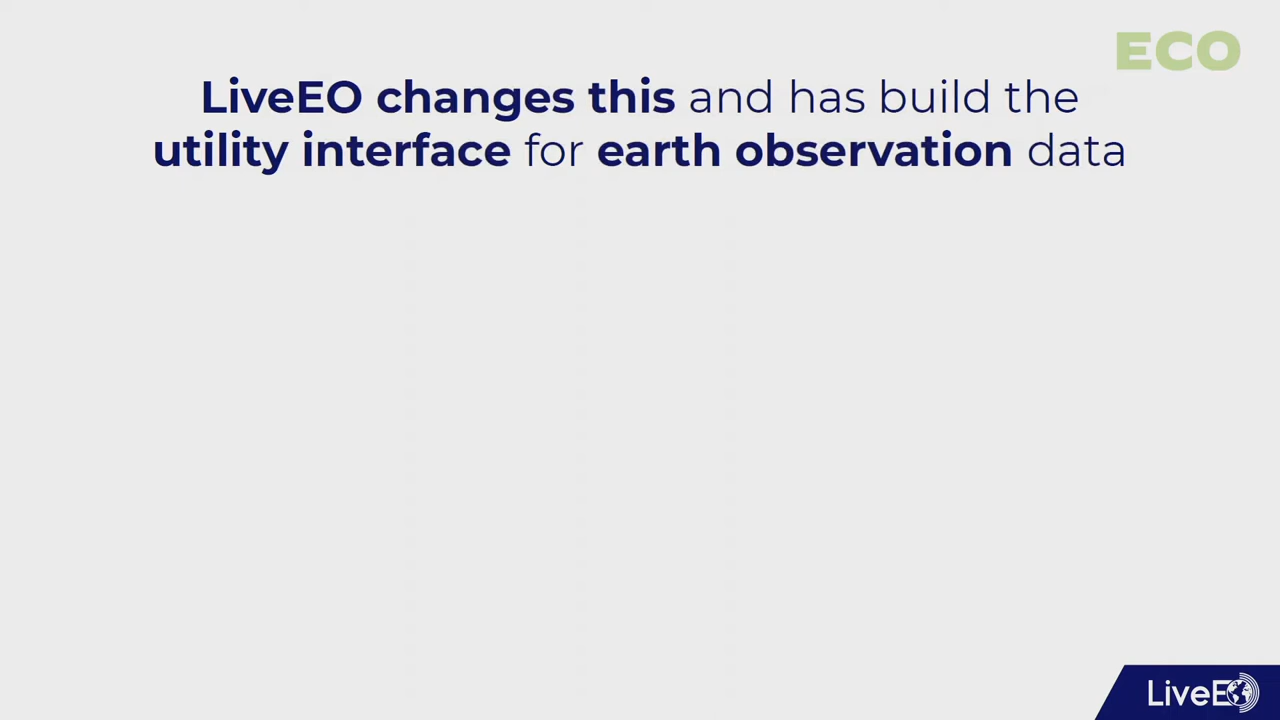 ECO
LiveEO changes this and has build the
utility interface for earth observation data
LiveEO